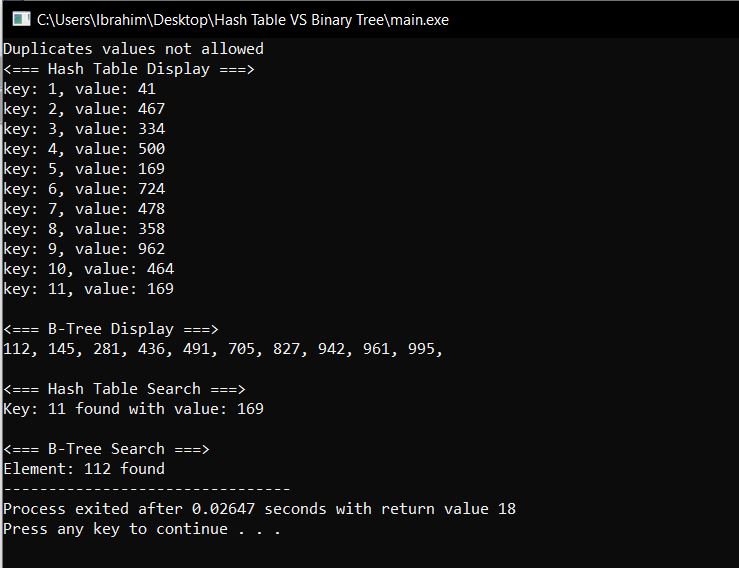 C:\Users\Ibrahim\Desktop\Hash Table VS Binary Tree\main.exe
Duplicates values not allowed
<=== Hash Table Display ===>
key: 1, value: 41
key: 2, value: 467
key: 3, value: 334
key: 4, value: 500
key: 5, value: 169
key: 6, value: 724
key: 7, value: 478
key: 8, value: 358
key: 9, value: 962
key: 10, value: 464
key: 11, value: 169
<=== B-Tree Display ===>
112, 145, 281, 436, 491, 705, 827, 942, 961, 995,
<=== Hash Table Search ===>
Key: 11 found with value: 169
<=== B-Tree Search ===>
Element: 112 found
--------------------------------
Process exited after 0.02647 seconds with return value 18
Press any key to continue . . .